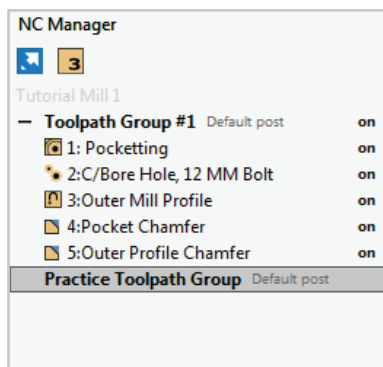 NC Manager
3
Tutorial Mill 1
Toolpath Group #1 Default post on
1: Pocketting on
2:C/Bore Hole, 12 MM Bolt on
3:Outer Mill Profile on
4:Pocket Chamfer on
5:Outer Profile Chamfer on
Practice Toolpath Group Default post